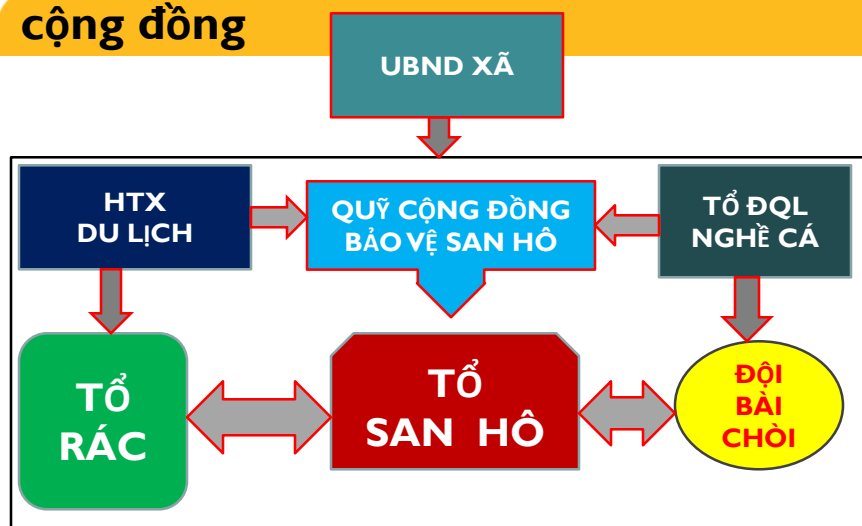 cộng đồng
UBND XÃ
HTX
DU LỊCH
QUỸ CỘNG ĐỒNG
BẢO VỆ SAN HÔ
TỔ ĐQL
NGHỀ CÁ
TỔ
RÁC
TỔ
SAN HÔ
ĐỘI
BÀI
CHÒI